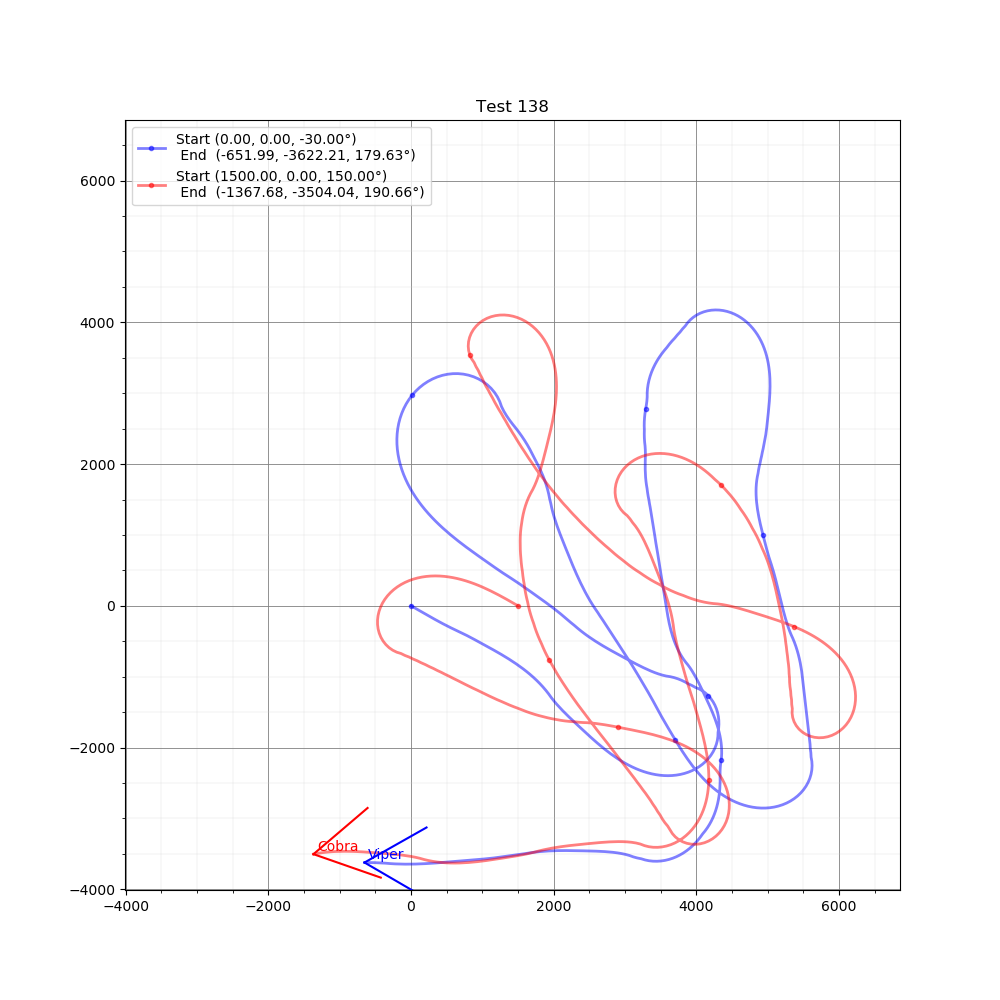 Test 138
Start (0.00, 0.00, -30.00°)
End  (-651.99, -3622.21, 179.63°)
Start (1500.00, 0.00, 150.00°)
End  (-1367.68, -3504.04, 190.66°)
6000
4000
2000
0
−2000
−4000
Cobra
Viper
−4000
−2000
0
2000
4000
6000